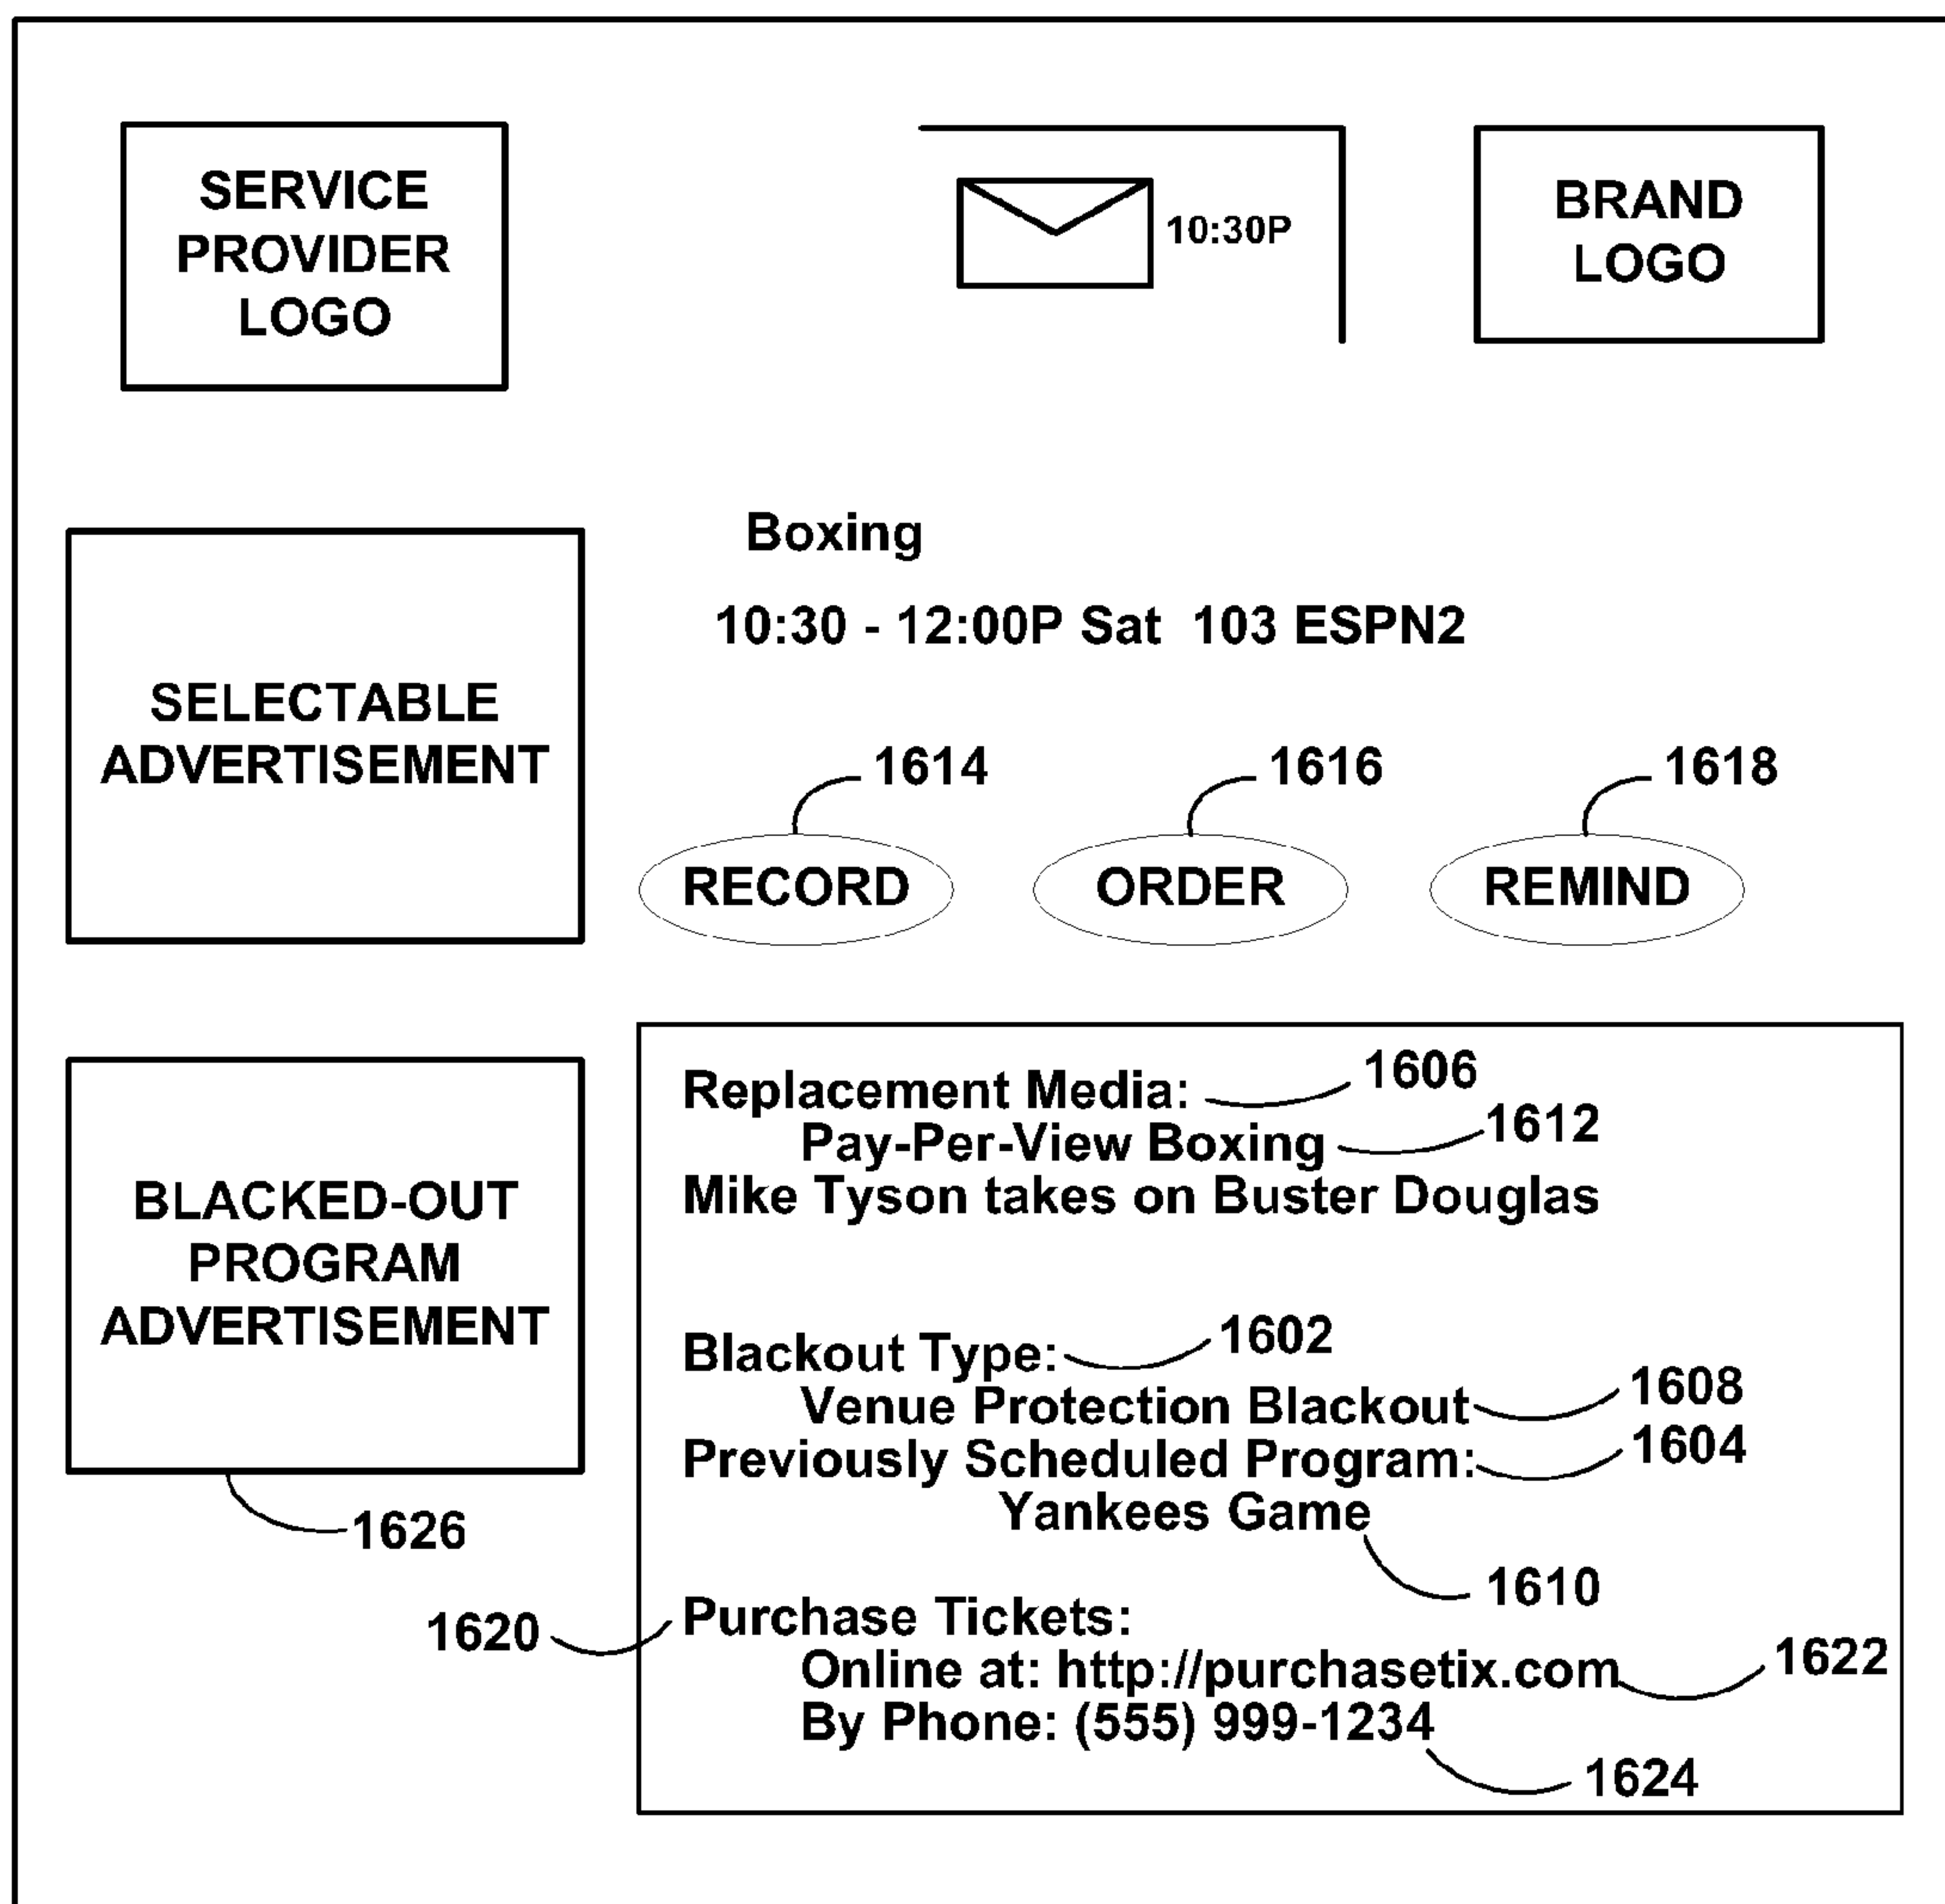 SERVICE
PROVIDER
LOGO
10:30P
BRAND
LOGO
Boxing
10:30 - 12:00P Sat 103 ESPN2
SELECTABLE
ADVERTISEMENT
1614
1616
1618
RECORD
ORDER
REMIND
BLACKED-OUT
PROGRAM
ADVERTISEMENT
1626
Replacement Media: 1606
Pay-Per-View Boxing 1612
Mike Tyson takes on Buster Douglas
Blackout Type: 1602
Venue Protection Blackout 1608
Previously Scheduled Program: 1604
Yankees Game
1610
1620 Purchase Tickets:
Online at: http://purchasetix.com 1622
By Phone: (555) 999-1234
1624